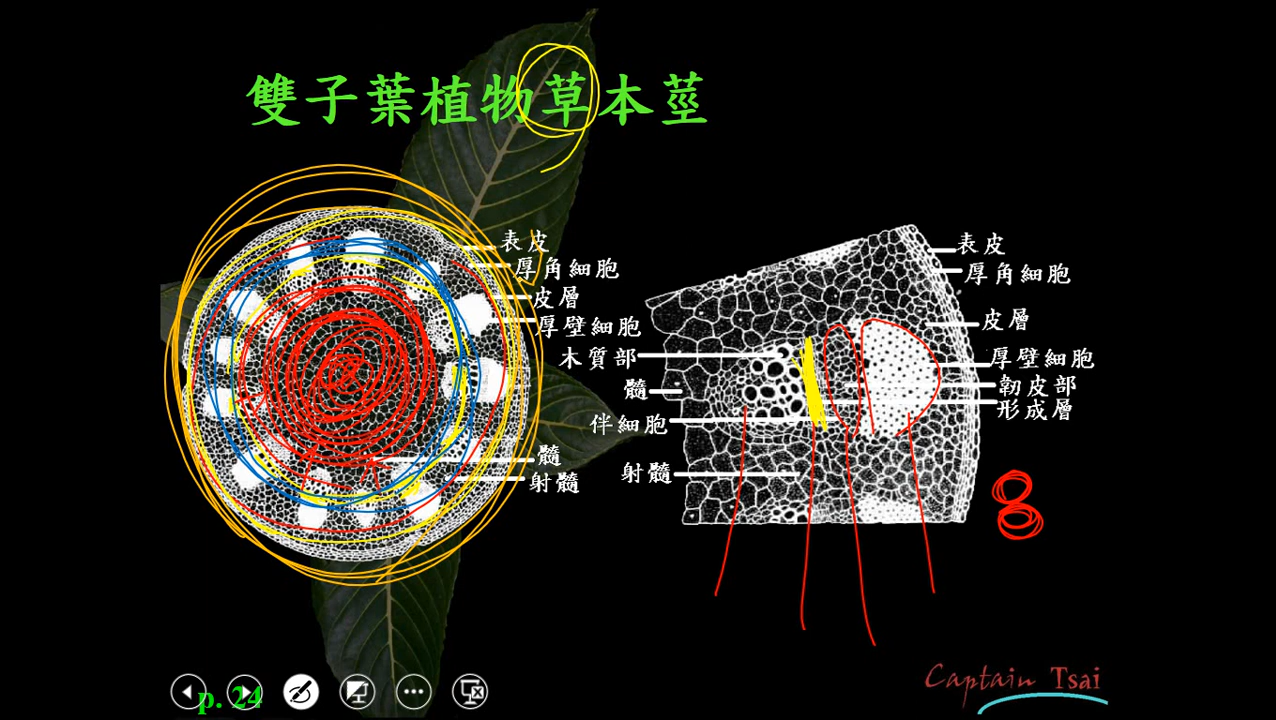 雙子葉植物草本莖
表皮
厚角細胞
皮層
厚壁細胞
木質部
髓
伴細胞
髓
射髓
射髓
表皮
厚角細胞
皮層
厚壁細胞
韌皮部
形成層
8
Captain Tsai
p. 24